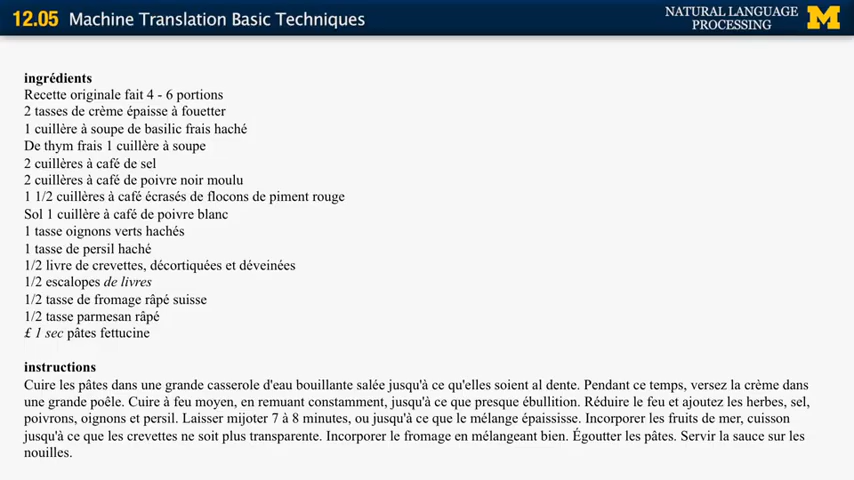 12.05 Machine Translation Basic Techniques
NATURAL LANGUAGE
PROCESSING
M
ingrédients
Recette originale fait 4 - 6 portions
2 tasses de crème épaisse à fouetter
1 cuillère à soupe de basilic frais haché
De thym frais 1 cuillère à soupe
2 cuillères à café de sel
2 cuillères à café de poivre noir moulu
1 1/2 cuillères à café écrasés de flocons de piment rouge
Sol 1 cuillère à café de poivre blanc
1 tasse oignons verts hachés
1 tasse de persil haché
1/2 livre de crevettes, décortiquées et déveinées
1/2 escalopes de livres
1/2 tasse de fromage râpé suisse
1/2 tasse parmesan râpé
£ 1 sec pâtes fettucine
instructions
Cuire les pâtes dans une grande casserole d'eau bouillante salée jusqu'à ce qu'elles soient al dente. Pendant ce temps, versez la crème dans
une grande poêle. Cuire à feu moyen, en remuant constamment, jusqu'à ce que presque ébullition. Réduire le feu et ajoutez les herbes, sel,
poivrons, oignons et persil. Laisser mijoter 7 à 8 minutes, ou jusqu'à ce que le mélange épaississe. Incorporer les fruits de mer, cuisson
jusqu'à ce que les crevettes ne soit plus transparente. Incorporer le fromage en mélangeant bien. Égoutter les pâtes. Servir la sauce sur les
nouilles.